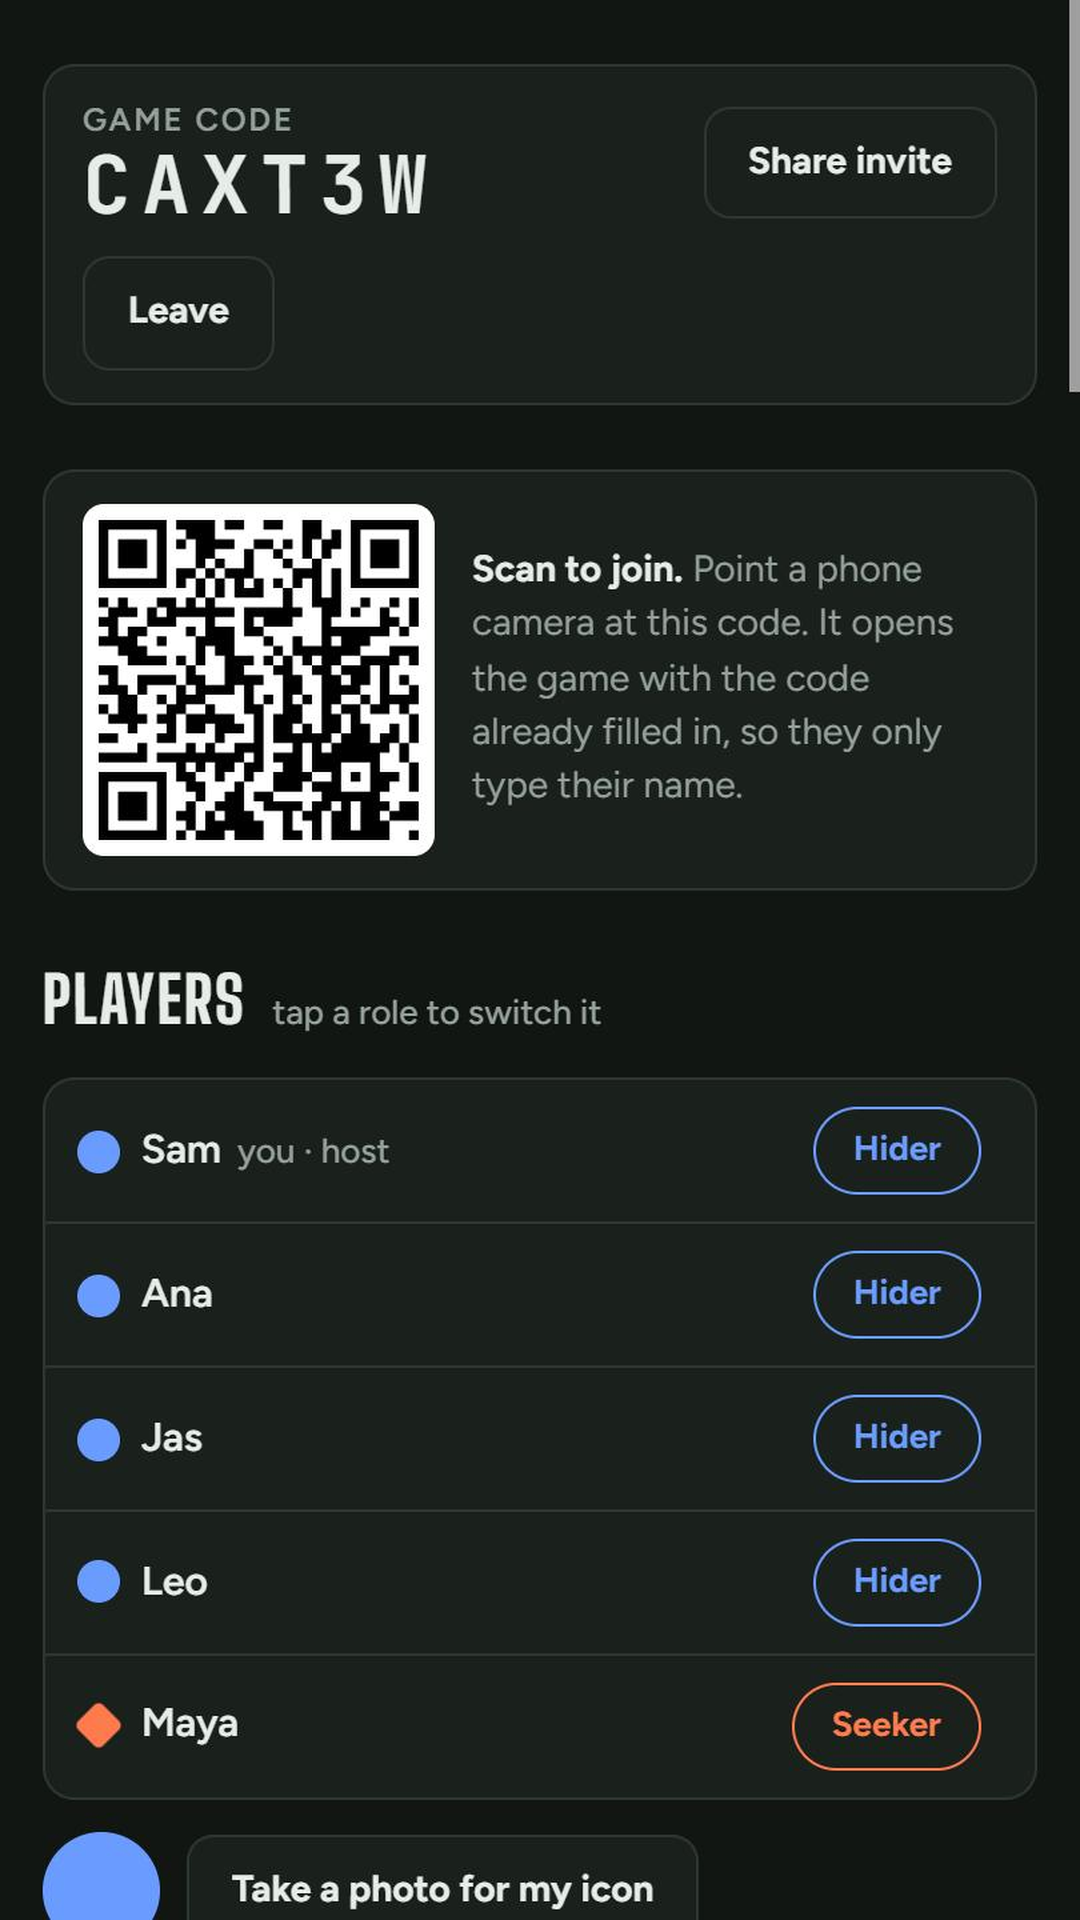 GAME CODE
CAXT3W
Share invite
Leave
Scan to join. Point a phone
camera at this code. It opens
the game with the code
already filled in, so they only
type their name.
PLAYERS tap a role to switch it
Sam you · host Hider
Ana Hider
Jas Hider
Leo Hider
Maya Seeker
Take a photo for my icon